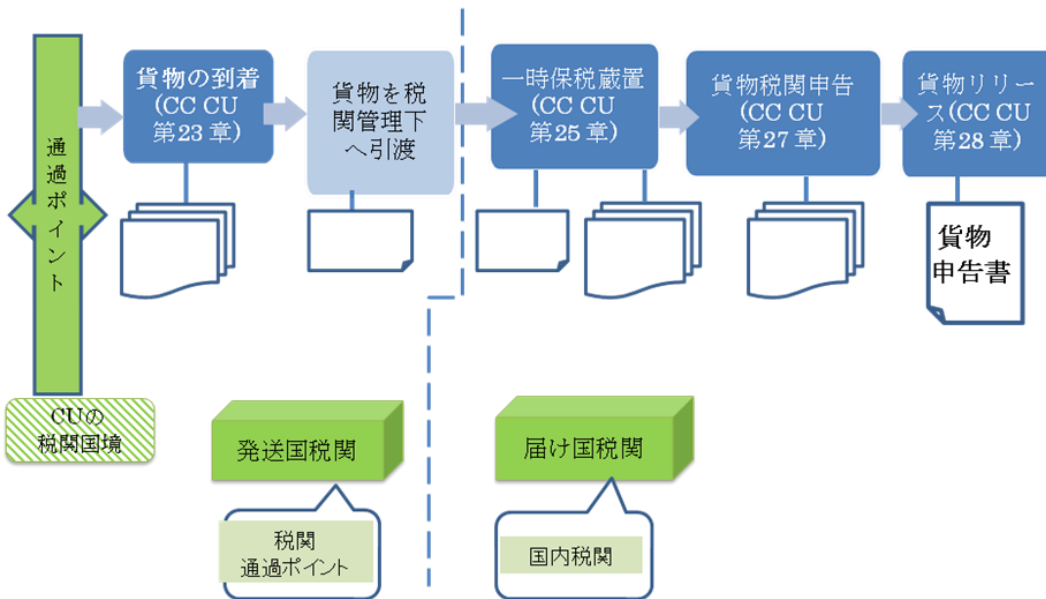 通過ポイント
貨物の到着
(CC CU
第23 章)
貨物を税
関管理下
へ引渡
一時保税蔵置
(CC CU
第25 章)
貨物税関申告
(CC CU
第27 章)
貨物リリー
ス(CC CU
第28 章)
貨物
申告書
CUの
税関国境
発送国税関
届け国税関
税関
通過ポイント
国内税関